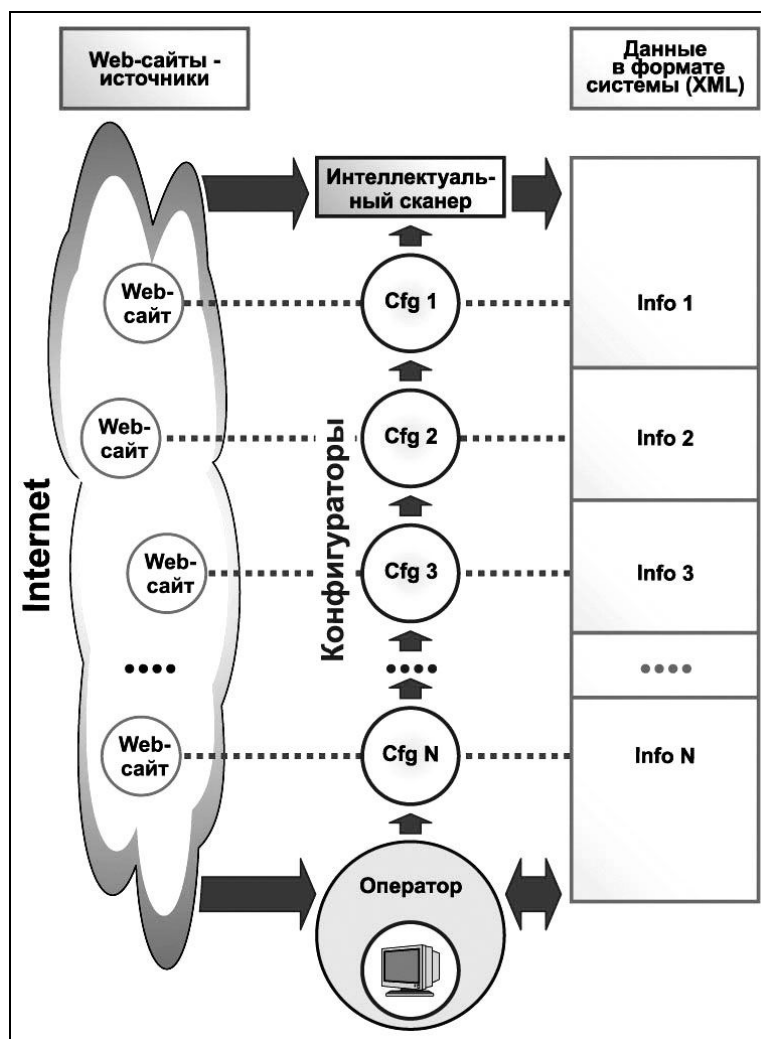 Web-сайты -
источники
Данные
в формате
системы (XML)
Интеллектуаль-
ный сканер
Internet
Конфигураторы
Web-
сайт
Cfg 1
Info 1
Web-
сайт
Cfg 2
Info 2
Web-
сайт
Cfg 3
Info 3
••••
••••
••••
Web-
сайт
Cfg N
Info N
Оператор